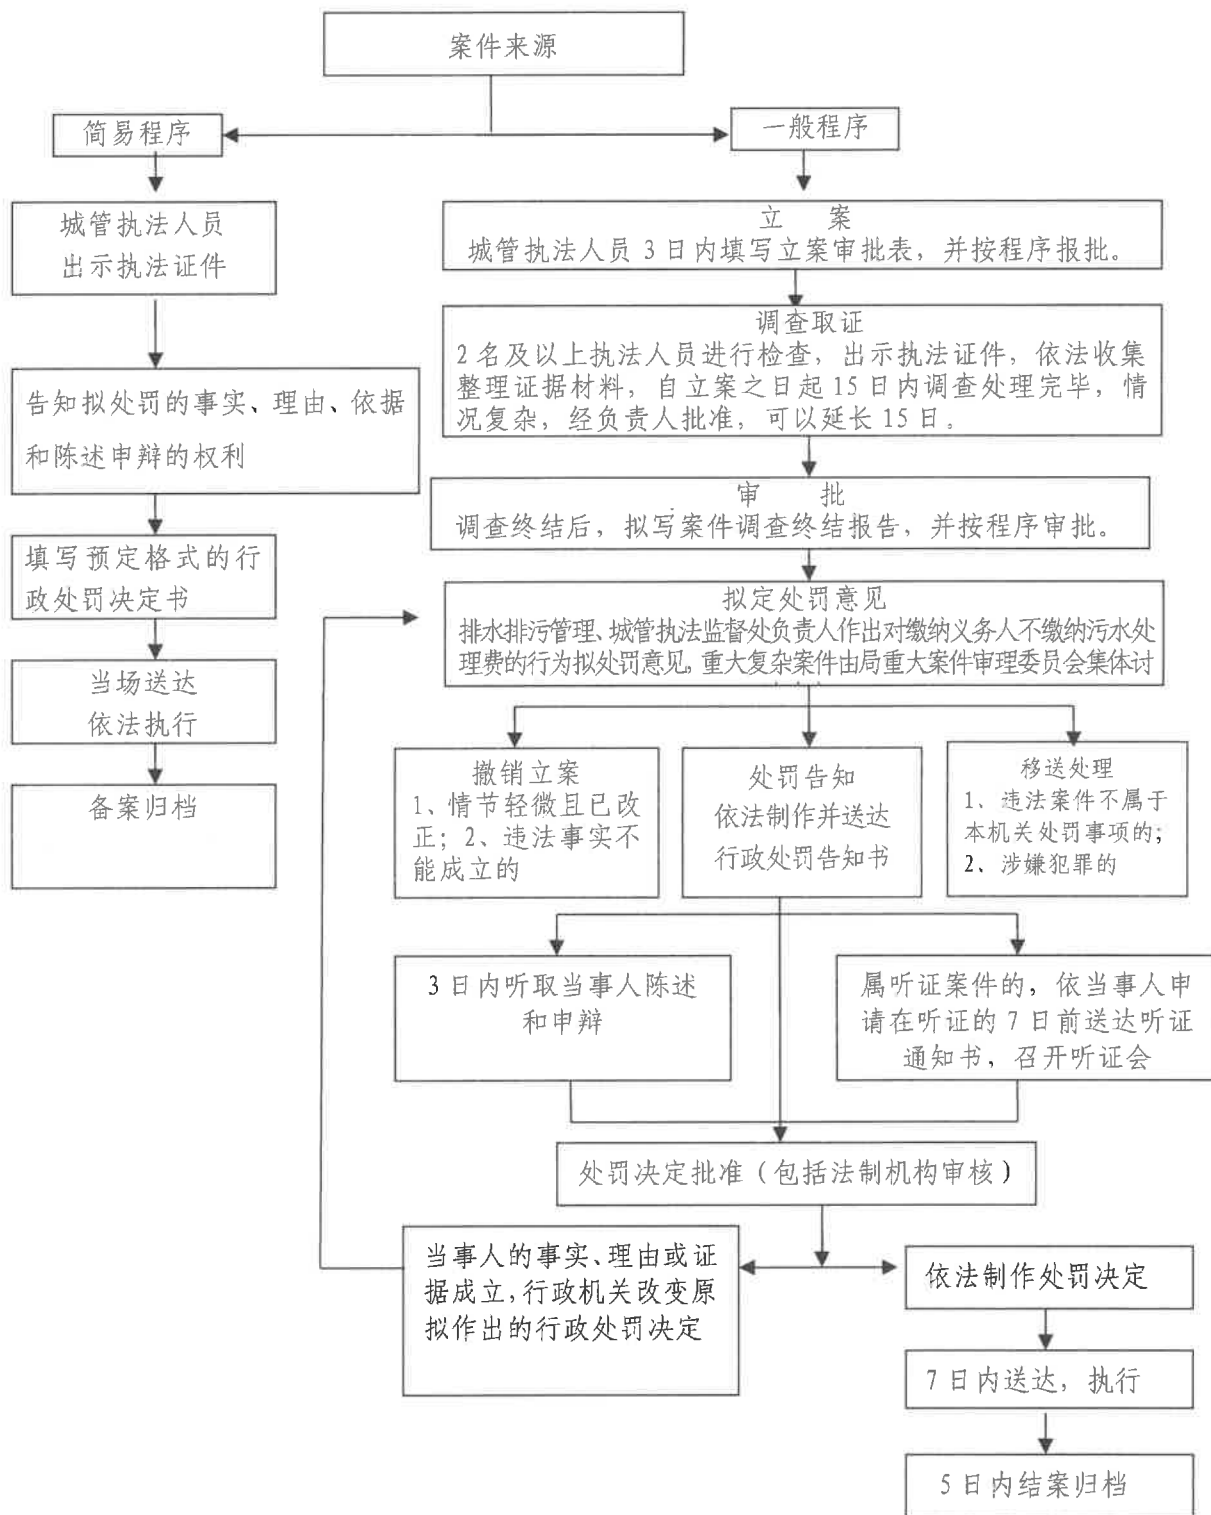 案件来源
简易程序
一般程序
城管执法人员
出示执法证件
告知拟处罚的事实、理由、依据
和陈述申辩的权利
填写预定格式的行
政处罚决定书
当场送达
依法执行
备案归档
立 案
城管执法人员 3 日内填写立案审批表，并按程序报批。
调查取证
2 名及以上执法人员进行检查，出示执法证件，依法收集
整理证据材料，自立案之日起 15 日内调查处理完毕，情
况复杂，经负责人批准，可以延长 15 日。
审 批
调查终结后，拟写案件调查终结报告，并按程序审批。
拟定处罚意见
排水排污管理、城管执法监督处负责人作出对缴纳义务人不缴纳污水处
理费的行为拟处罚意见，重大复杂案件由局重大案件审理委员会集体讨
撤销立案
1、情节轻微且已改
正；2、违法事实不
能成立的
处罚告知
依法制作并送达
行政处罚告知书
移送处理
1、违法案件不属于
本机关处罚事项的；
2、涉嫌犯罪的
3 日内听取当事人陈述
和申辩
属听证案件的，依当事人申
请在听证的 7 日前送达听证
通知书，召开听证会
处罚决定批准（包括法制机构审核）
当事人的事实、理由或证
据成立，行政机关改变原
拟作出的行政处罚决定
依法制作处罚决定
7 日内送达，执行
5 日内结案归档